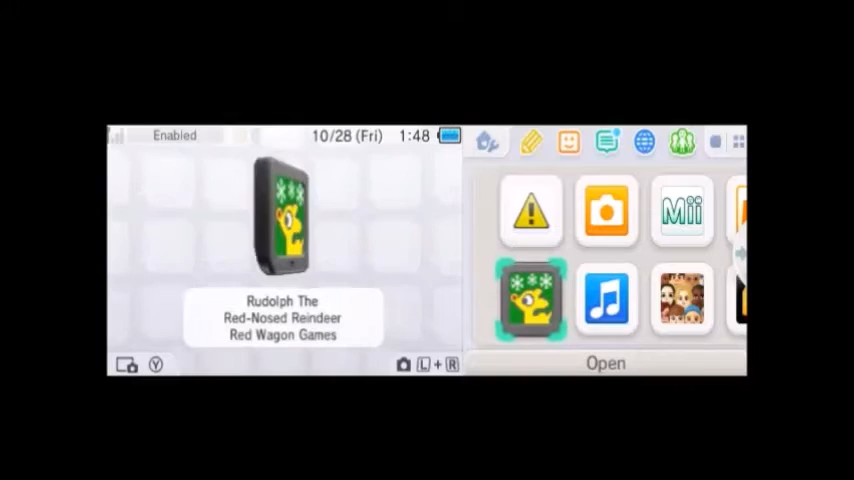 Enabled
10/28 (Fri) 1:48
Rudolph The
Red-Nosed Reindeer
Red Wagon Games
Y
L + R
Mii
Open